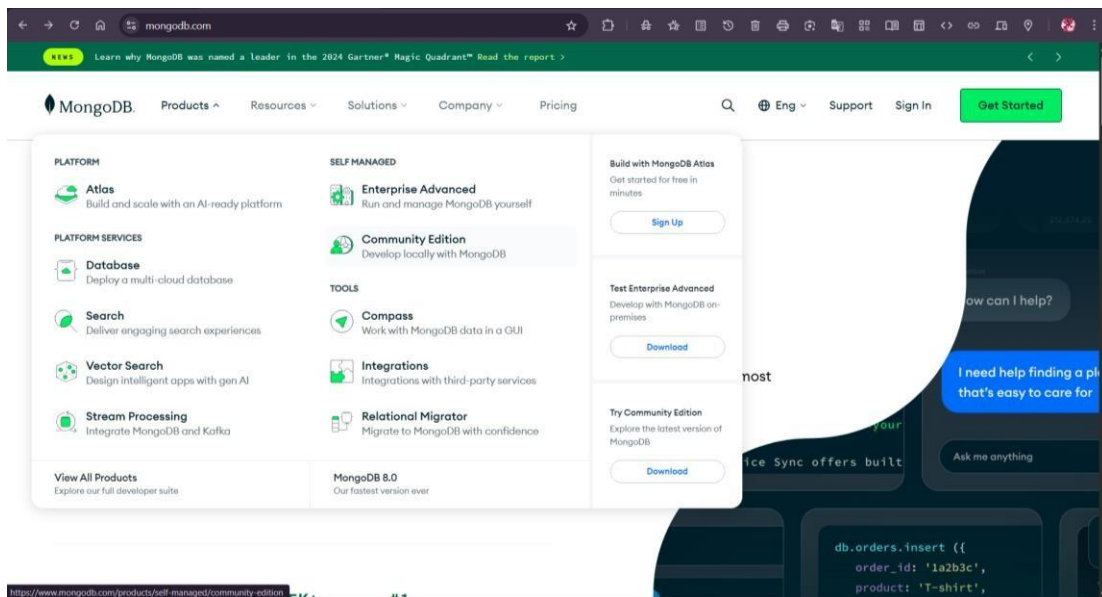 mongodb.com
NEWS Learn why MongoDB was named a leader in the 2024 Gartner® Magic Quadrant™ Read the report >
MongoDB. Products Resources Solutions Company Pricing Eng Support Sign In Get Started
PLATFORM
Atlas
Build and scale with an AI-ready platform
PLATFORM SERVICES
Database
Deploy a multi-cloud database
Search
Deliver engaging search experiences
Vector Search
Design intelligent apps with gen AI
Stream Processing
Integrate MongoDB and Kafka
View All Products
Explore our full developer suite
SELF MANAGED
Enterprise Advanced
Run and manage MongoDB yourself
Community Edition
Develop locally with MongoDB
TOOLS
Compass
Work with MongoDB data in a GUI
Integrations
Integrations with third-party services
Relational Migrator
Migrate to MongoDB with confidence
MongoDB 8.0
Our fastest version ever
Build with MongoDB Atlas
Get started for free in
minutes
Sign Up
Test Enterprise Advanced
Develop with MongoDB on-
premises
Download
Try Community Edition
Explore the latest version of
MongoDB
Download
most
ow can I help?
I need help finding a pl
that's easy to care for
your
ice Sync offers built
Ask me anything
db.orders.insert ({
order_id: '1a2b3c',
product: 'T-shirt',
https://www.mongodb.com/products/self-managed/community-edition